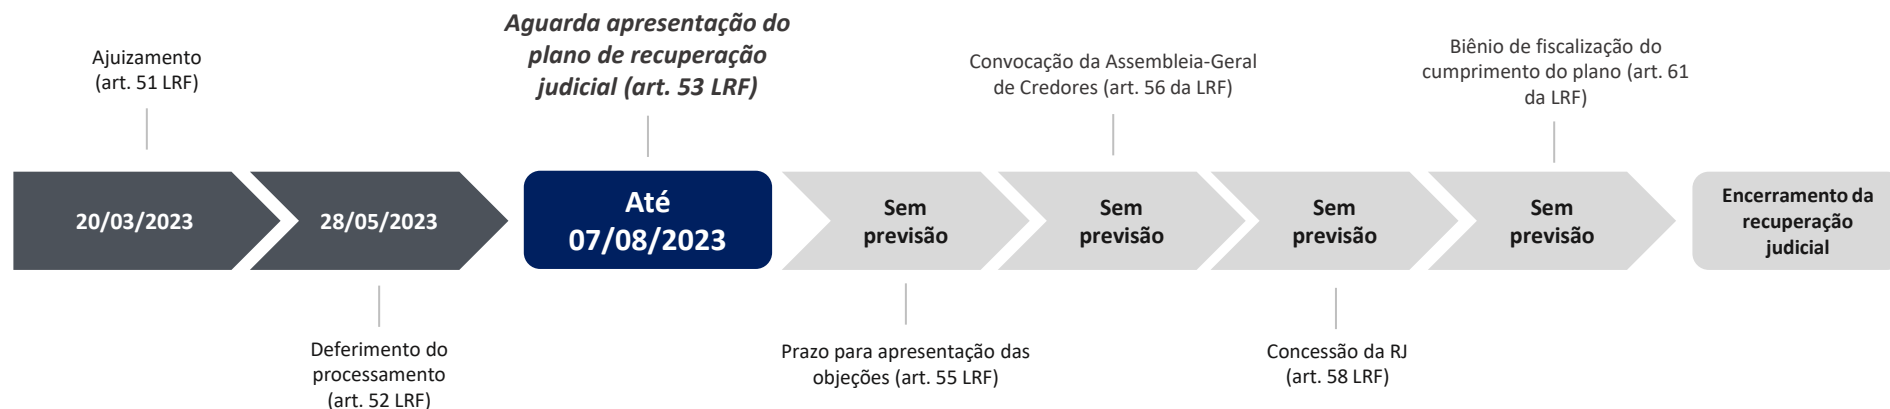 Ajuizamento
(art. 51 LRF)
20/03/2023
28/05/2023
Deferimento do
processamento
(art. 52 LRF)
Aguarda apresentação do
plano de recuperação
judicial (art. 53 LRF)
Até
07/08/2023
Sem
previsão
Prazo para apresentação das
objeções (art. 55 LRF)
Convocação da Assembleia-Geral
de Credores (art. 56 da LRF)
Sem
previsão
Sem
previsão
Concessão da RJ
(art. 58 LRF)
Biênio de fiscalização do
cumprimento do plano (art. 61
da LRF)
Sem
previsão
Encerramento da
recuperação
judicial